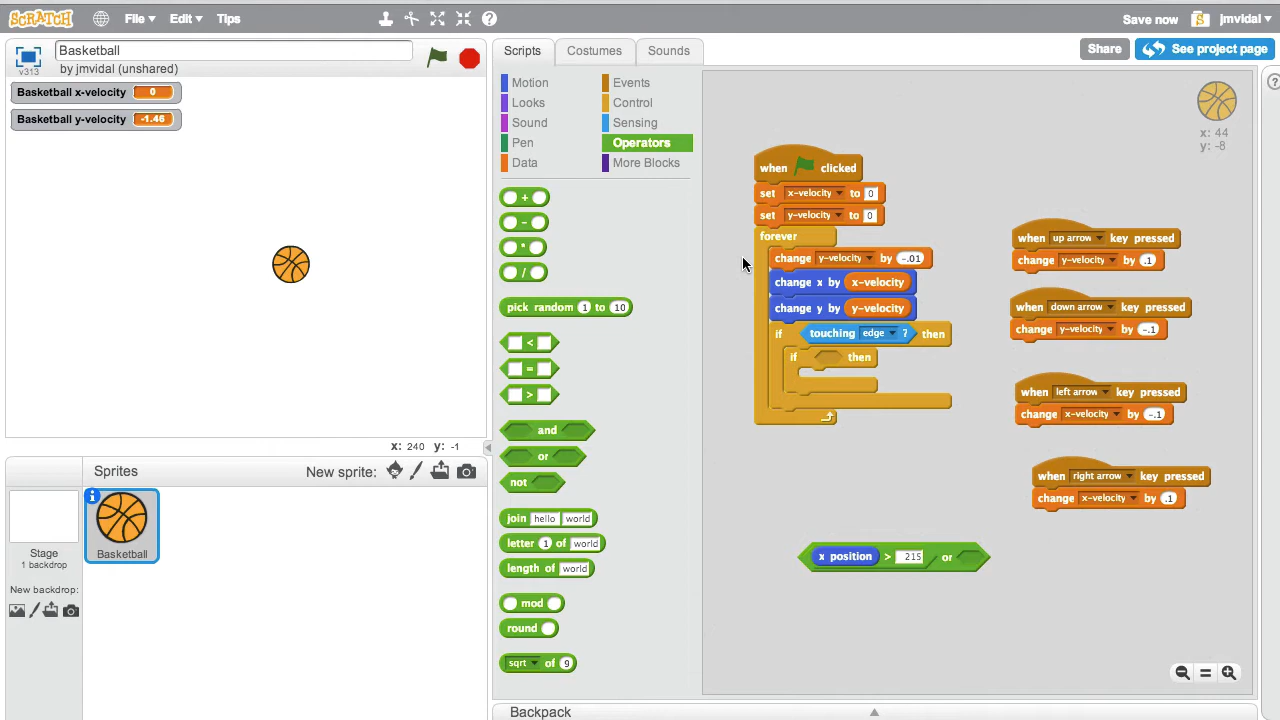 SCRATCH File Edit Tips Save now jmvidal
Basketball
by jmvidal (unshared)
v313
Scripts Costumes Sounds
Share See project page
Basketball x-velocity 0
Basketball y-velocity -1.46
Motion Events
Looks Control
Sound Sensing
Pen Operators
Data More Blocks
+
-
*
/
pick random 1 to 10
<
=
>
and
or
not
join hello world
letter 1 of world
length of world
mod
round
sqrt of 9
x: 44
y: -8
when clicked
set x-velocity to 0
set y-velocity to 0
forever
change y-velocity by -.01
change x by x-velocity
change y by y-velocity
if touching edge ? then
if then
when up arrow key pressed
change y-velocity by .1
when down arrow key pressed
change y-velocity by -.1
when left arrow key pressed
change x-velocity by -.1
when right arrow key pressed
change x-velocity by .1
x position > 215 or
x: 240 y: -1
Sprites New sprite:
Stage
1 backdrop
New backdrop:
Basketball
Backpack